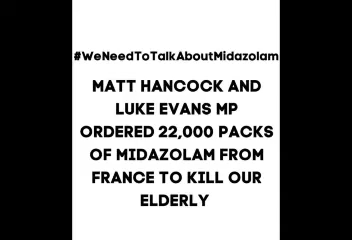 #WeNeedToTalkAboutMidazolam
MATT HANCOCK AND
LUKE EVANS MP
ORDERED 22,000 PACKS
OF MIDAZOLAM FROM
FRANCE TO KILL OUR
ELDERLY